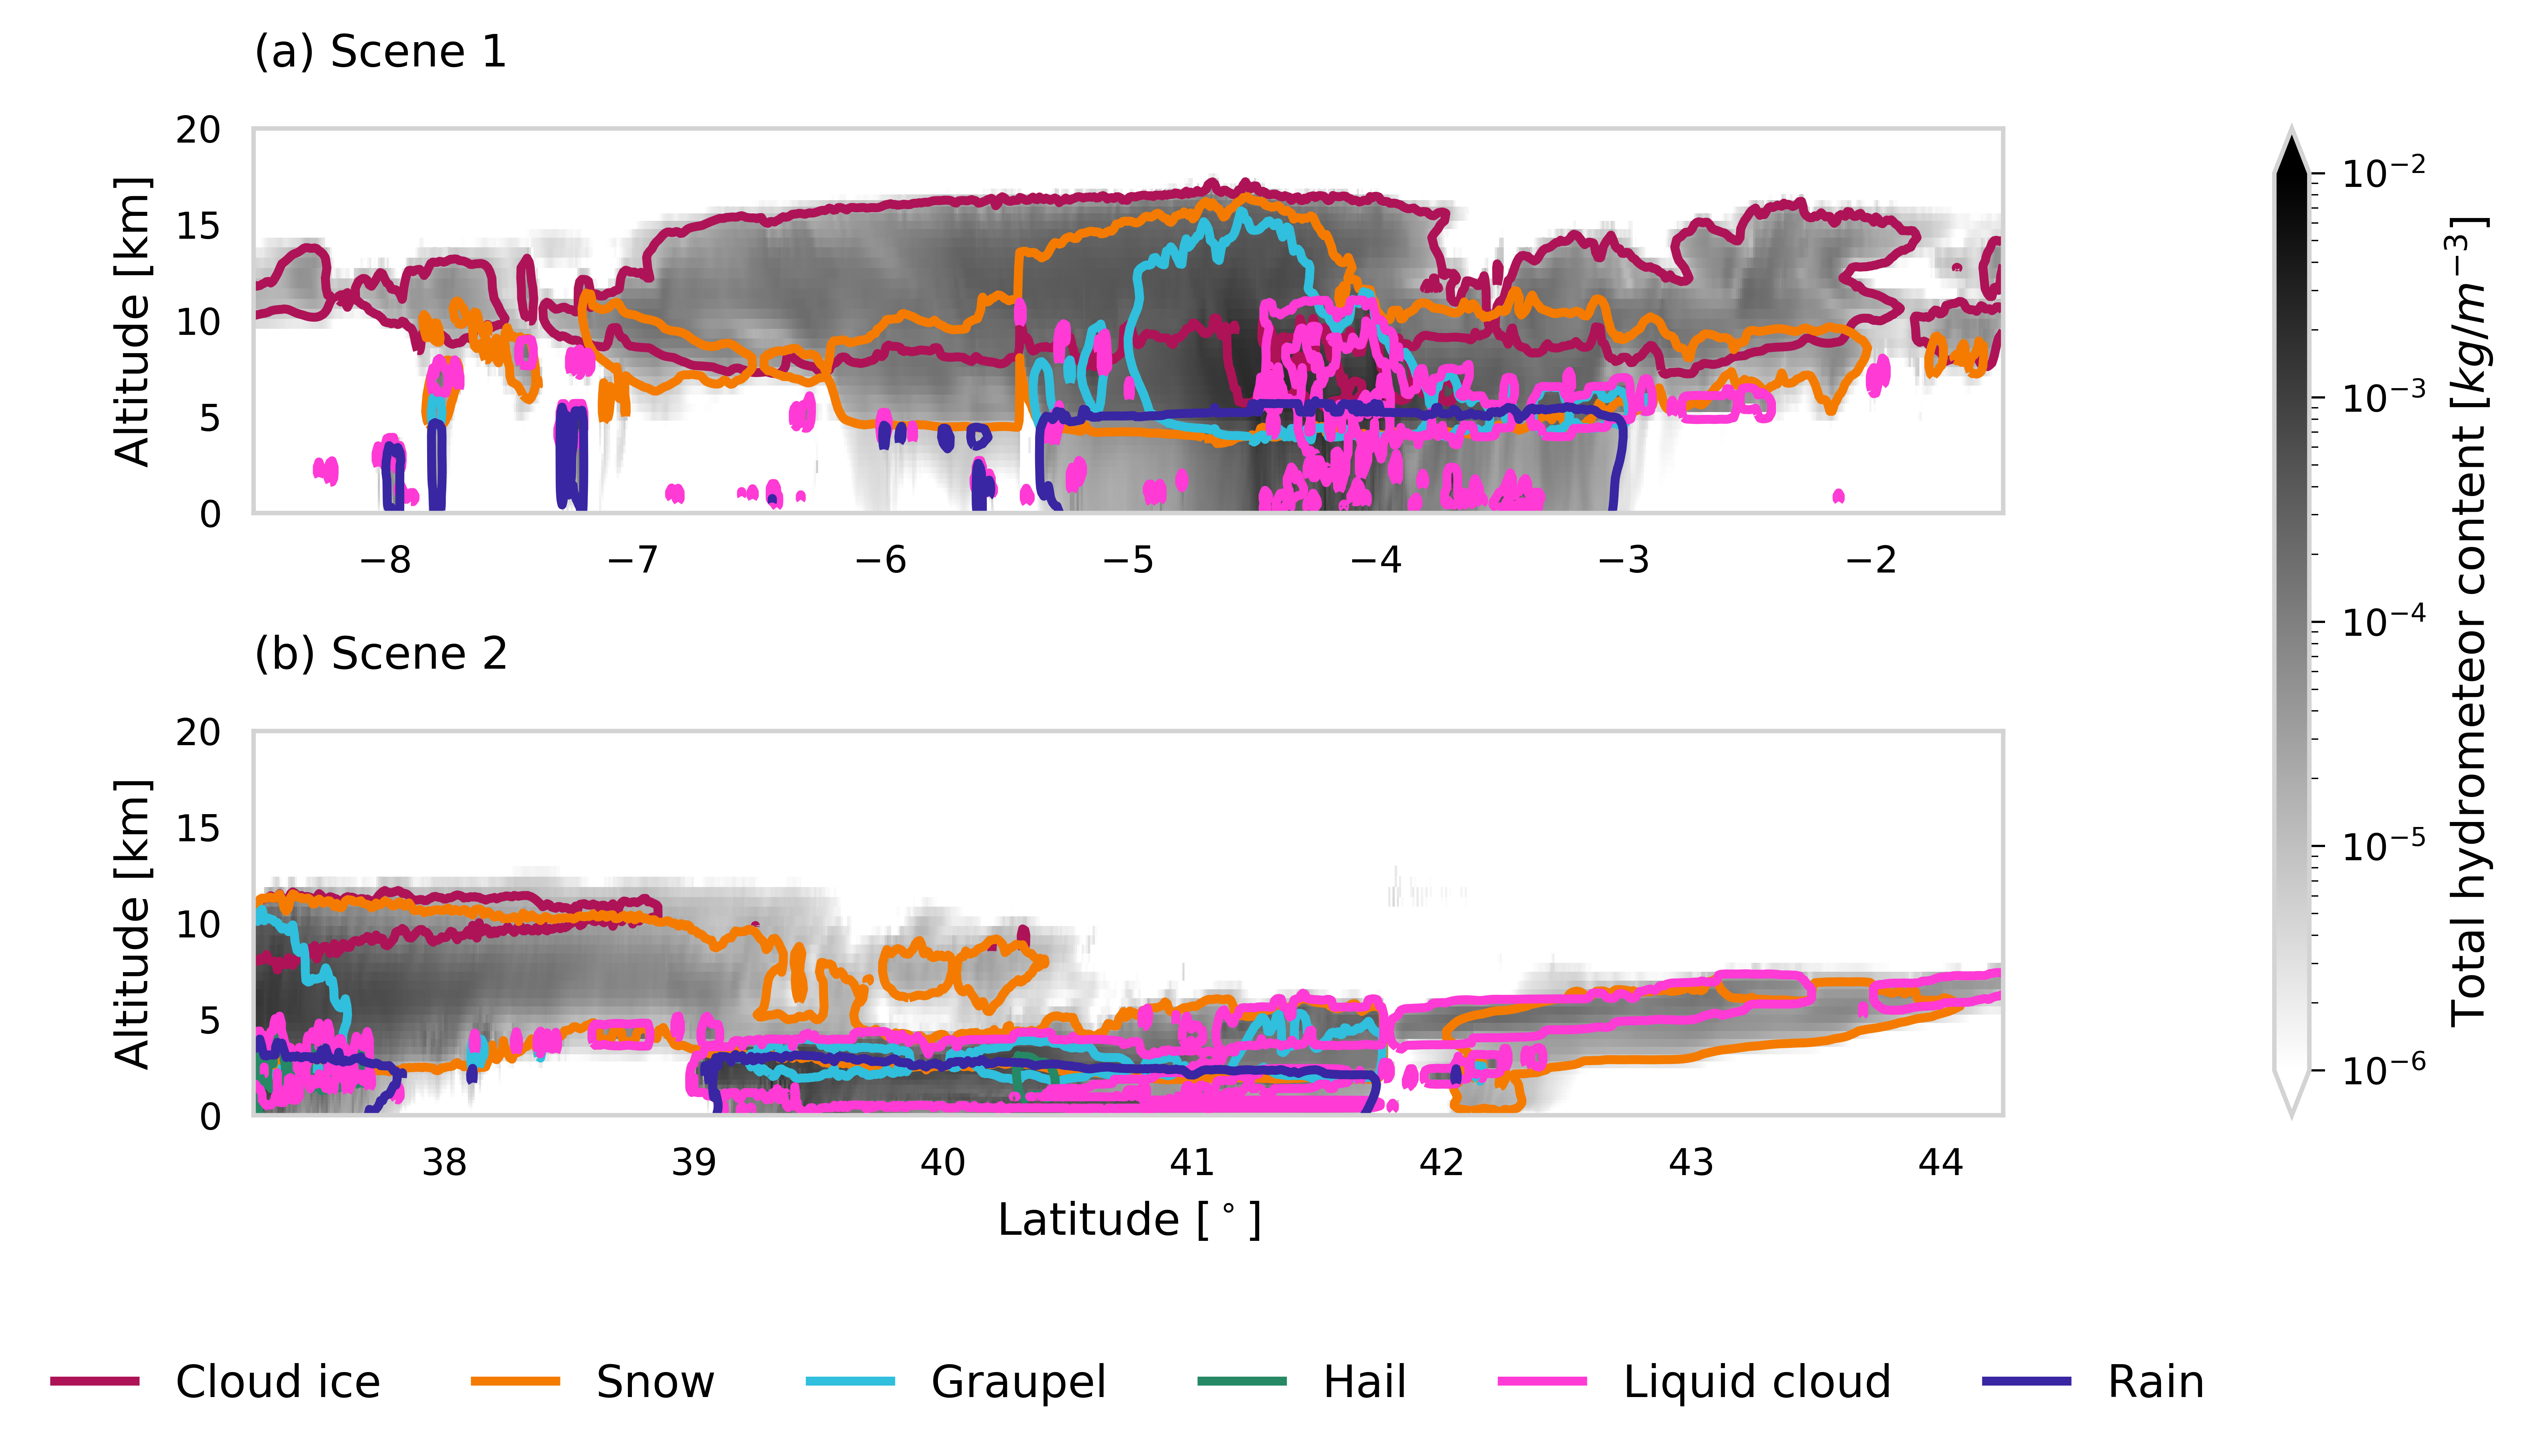 (a) Scene 1
20
15
10
5
0
Altitude [km]
−8 −7 −6 −5 −4 −3 −2
(b) Scene 2
20
15
10
5
0
Altitude [km]
38 39 40 41 42 43 44
Latitude [°]
10⁻²
10⁻³
10⁻⁴
10⁻⁵
10⁻⁶
Total hydrometeor content [kg/m⁻³]
Cloud ice Snow Graupel Hail Liquid cloud Rain